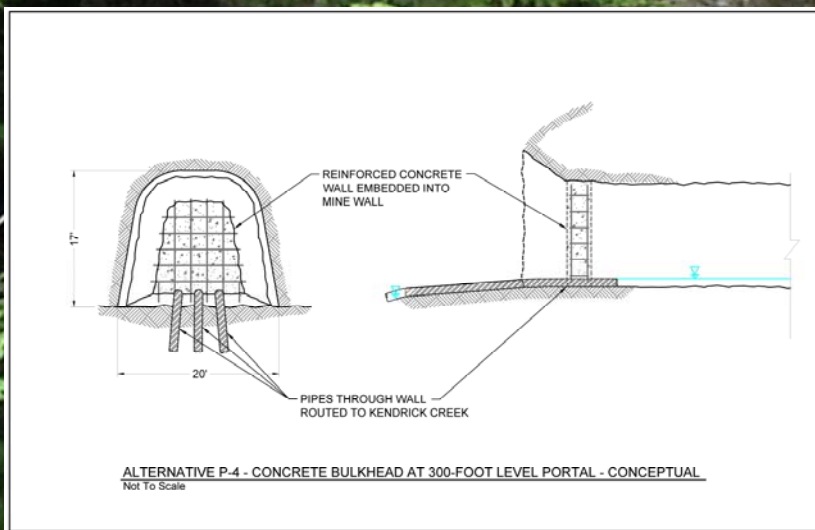 REINFORCED CONCRETE
WALL EMBEDDED INTO
MINE WALL
17'
20'
PIPES THROUGH WALL
ROUTED TO KENDRICK CREEK
ALTERNATIVE P-4 - CONCRETE BULKHEAD AT 300-FOOT LEVEL PORTAL - CONCEPTUAL
Not To Scale